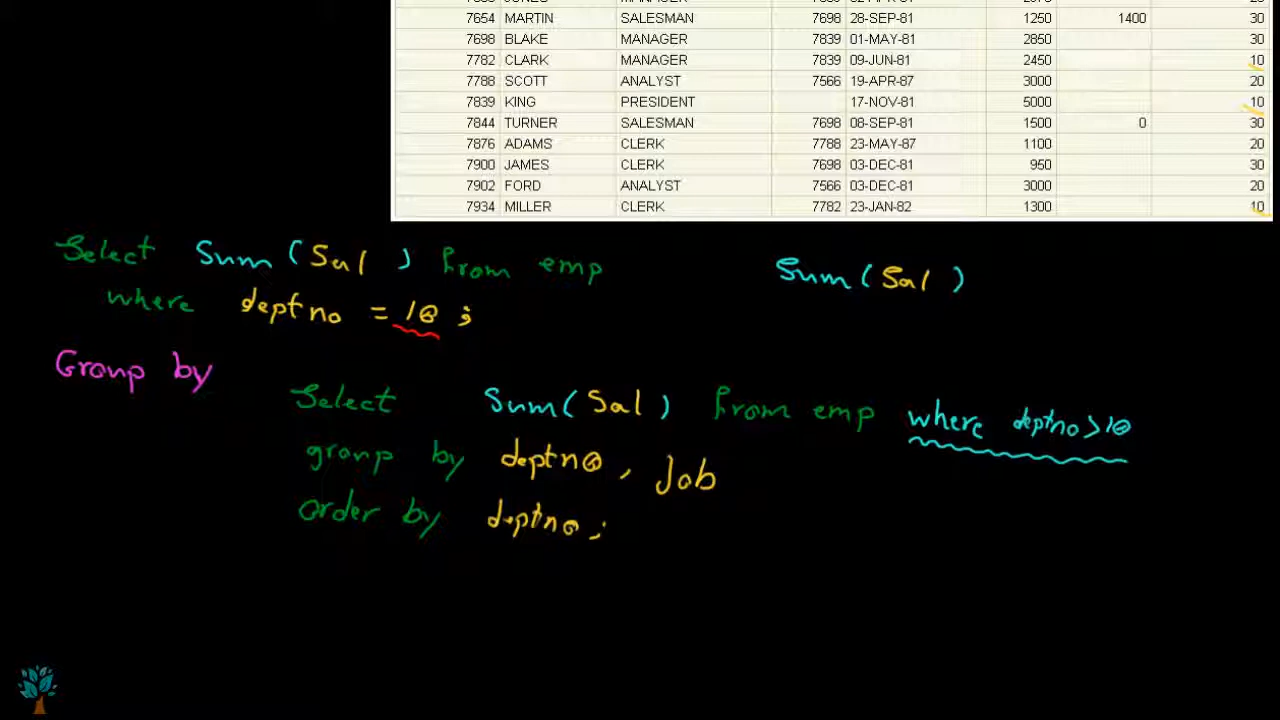 7654 MARTIN SALESMAN 7698 28-SEP-81 1250 1400 30
7698 BLAKE MANAGER 7839 01-MAY-81 2850 30
7782 CLARK MANAGER 7839 09-JUN-81 2450 10
7788 SCOTT ANALYST 7566 19-APR-87 3000 20
7839 KING PRESIDENT 17-NOV-81 5000 10
7844 TURNER SALESMAN 7698 08-SEP-81 1500 0 30
7876 ADAMS CLERK 7788 23-MAY-87 1100 20
7900 JAMES CLERK 7698 03-DEC-81 950 30
7902 FORD ANALYST 7566 03-DEC-81 3000 20
7934 MILLER CLERK 7782 23-JAN-82 1300 10
Select Sum(Sal) from emp
where deptno = 10;
Sum(Sal)
Group by
Select Sum(Sal) from emp where deptno>10
group by deptno, Job
order by deptno;